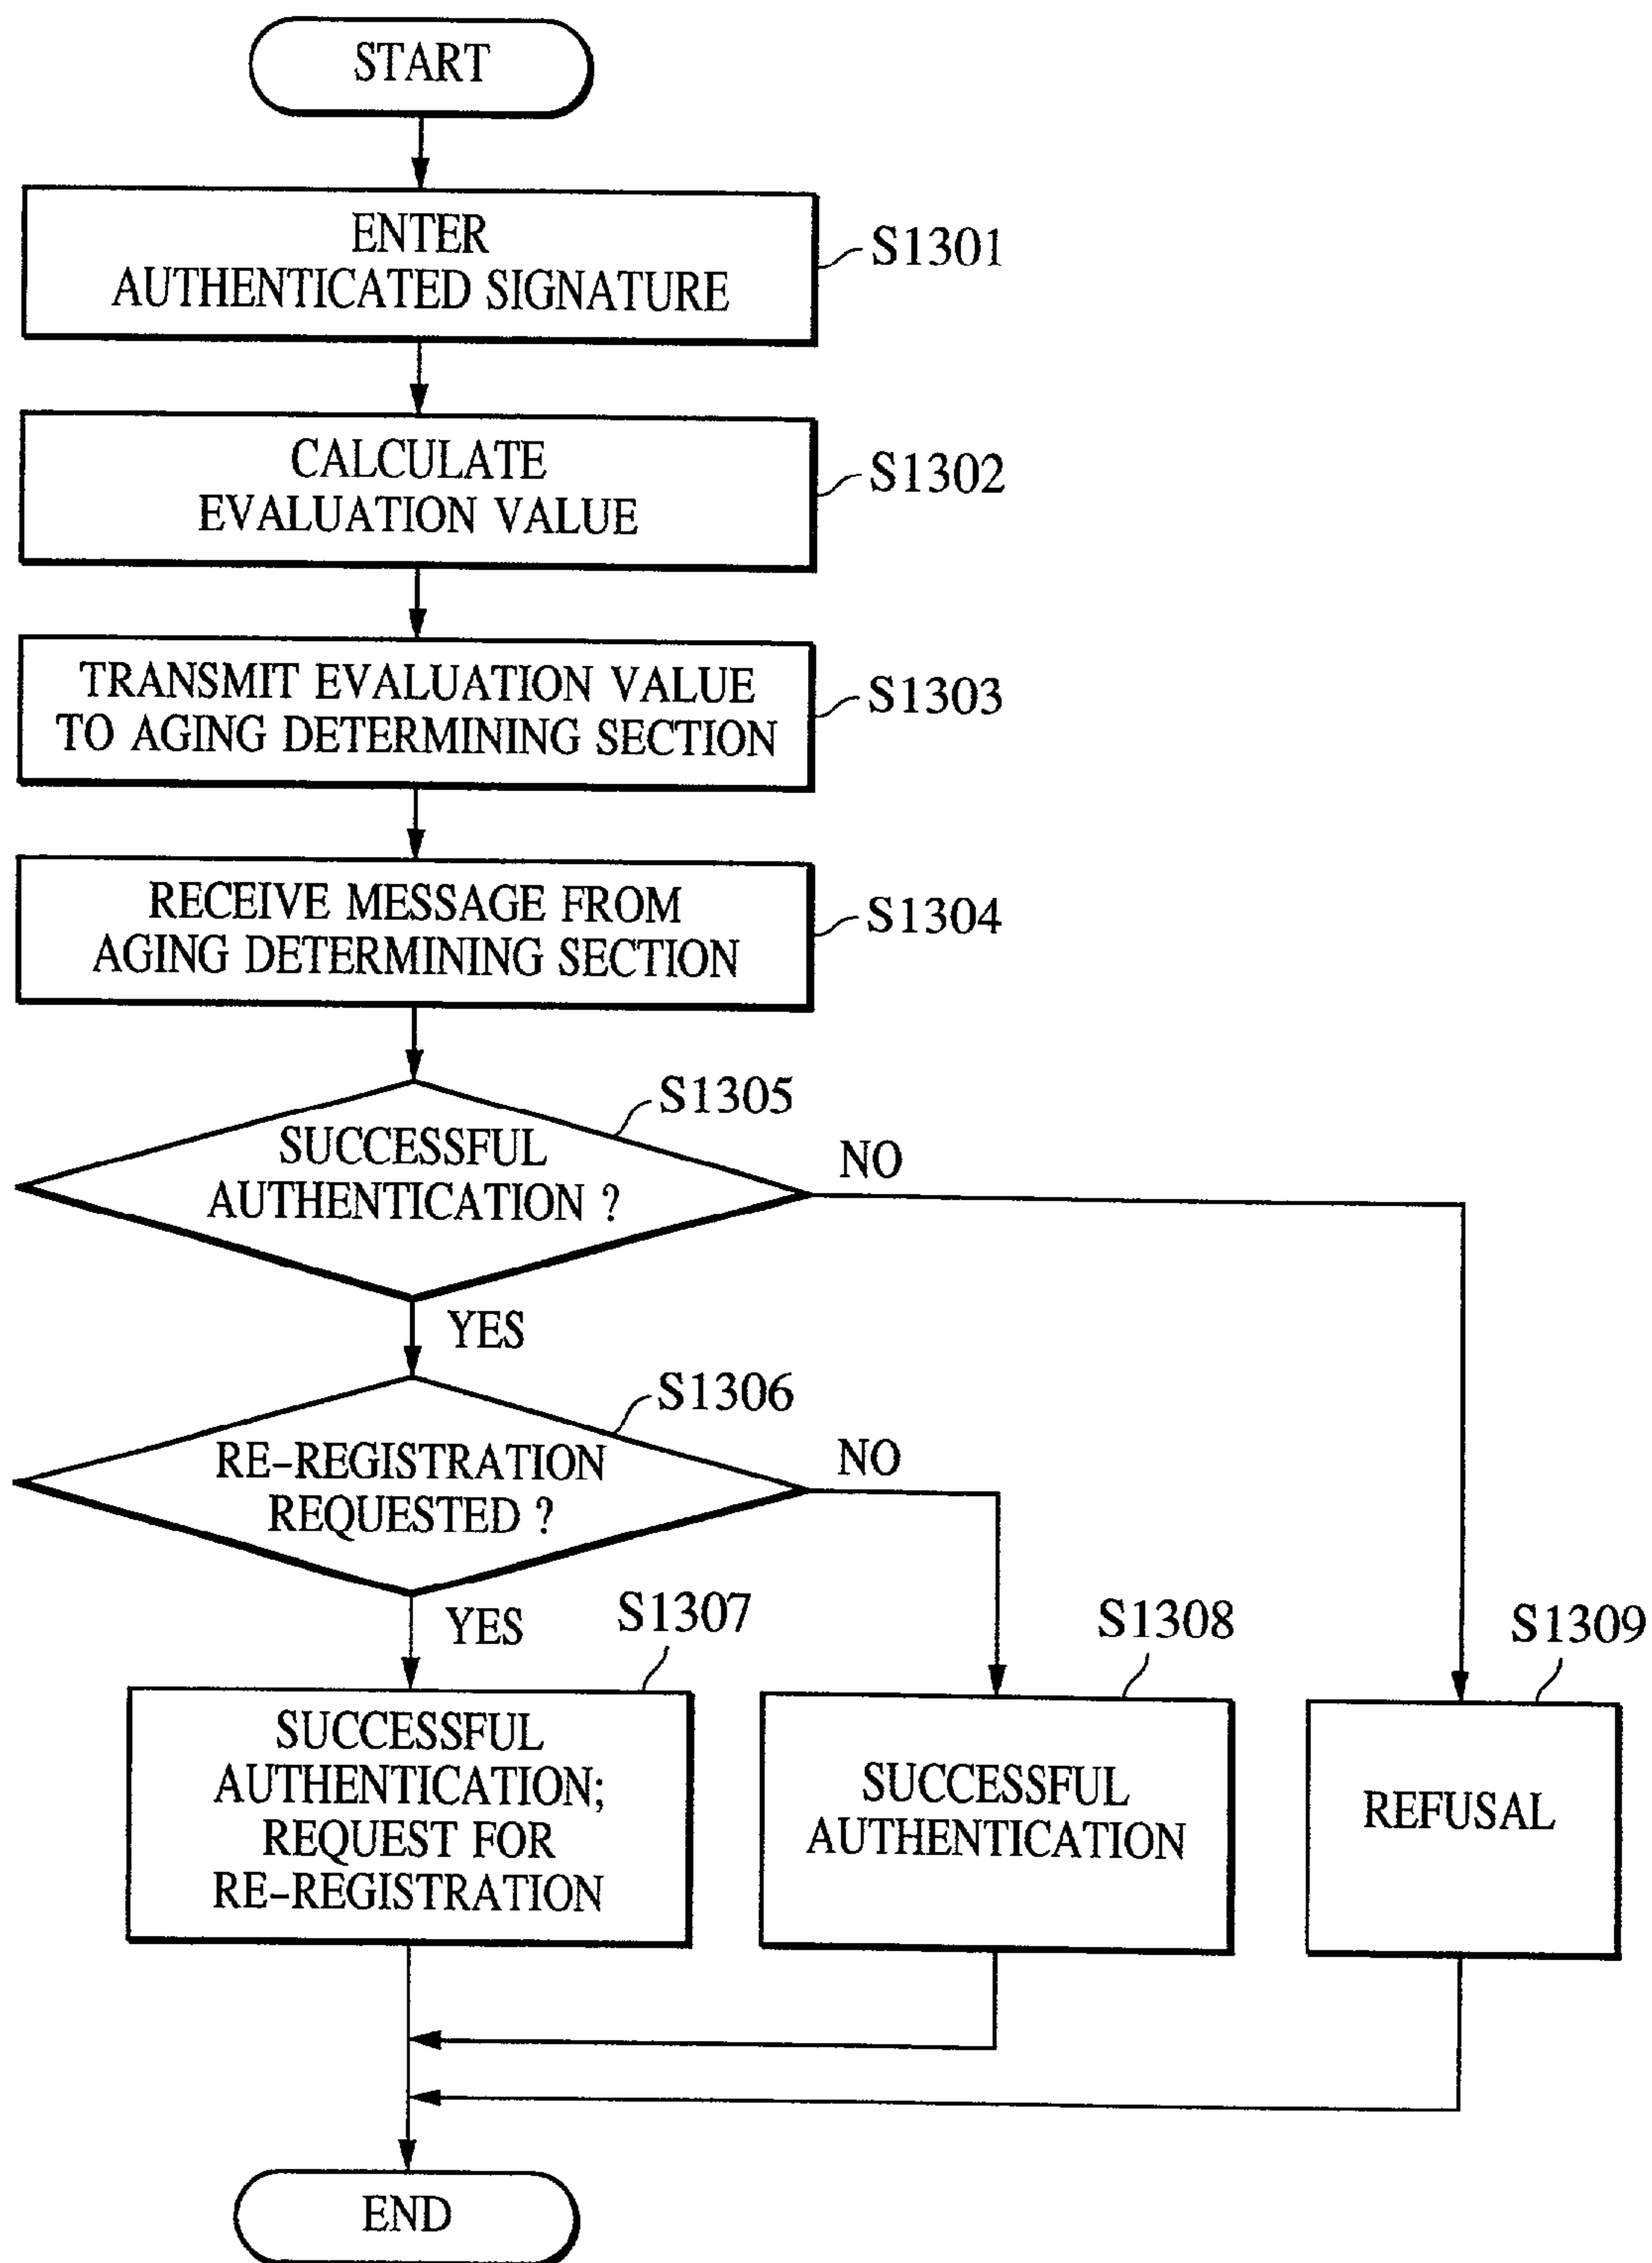 START
ENTER
AUTHENTICATED SIGNATURE
S1301
CALCULATE
EVALUATION VALUE
S1302
TRANSMIT EVALUATION VALUE
TO AGING DETERMINING SECTION
S1303
RECEIVE MESSAGE FROM
AGING DETERMINING SECTION
S1304
S1305
SUCCESSFUL
AUTHENTICATION ?
NO
YES
S1306
RE-REGISTRATION
REQUESTED ?
NO
YES
S1307
SUCCESSFUL
AUTHENTICATION;
REQUEST FOR
RE-REGISTRATION
S1308
SUCCESSFUL
AUTHENTICATION
S1309
REFUSAL
END